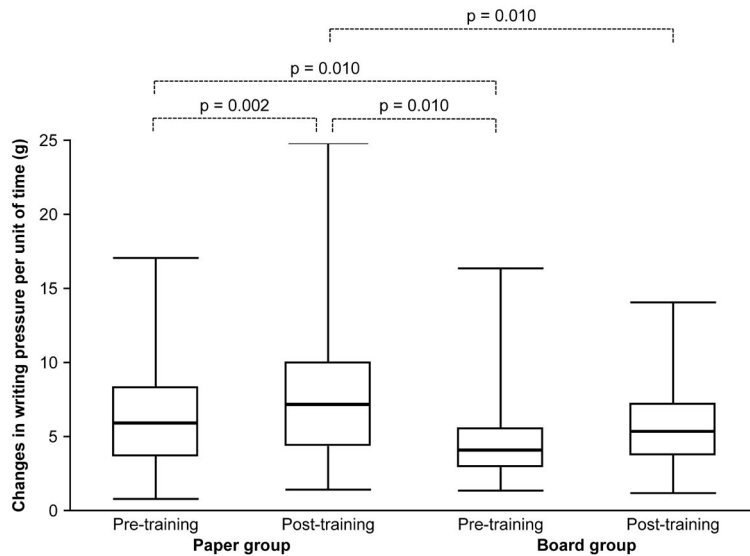 p = 0.010
p = 0.010
p = 0.002
p = 0.010
Changes in writing pressure per unit of time (g)
25
20
15
10
5
0
Pre-training
Post-training
Pre-training
Post-training
Paper group
Board group